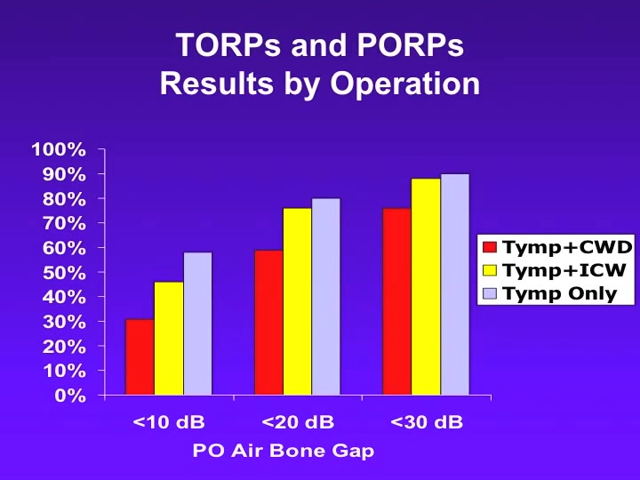 TORPs and PORPs
Results by Operation
100%
90%
80%
70%
60%
50%
40%
30%
20%
10%
0%
<10 dB <20 dB <30 dB
PO Air Bone Gap
Tymp+CWD
Tymp+ICW
Tymp Only